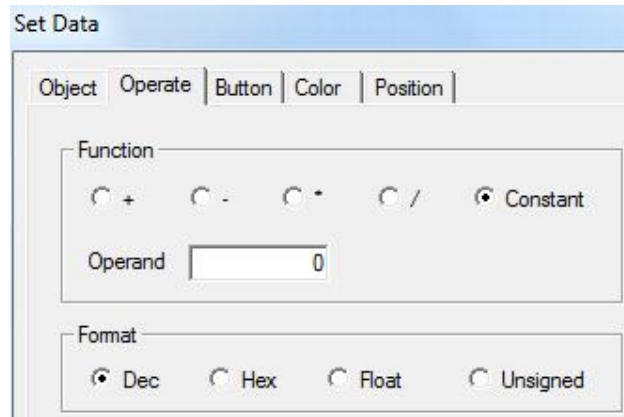 Set Data
Object Operate Button Color Position
Function
+ - * / Constant
Operand 0
Format
Dec Hex Float Unsigned